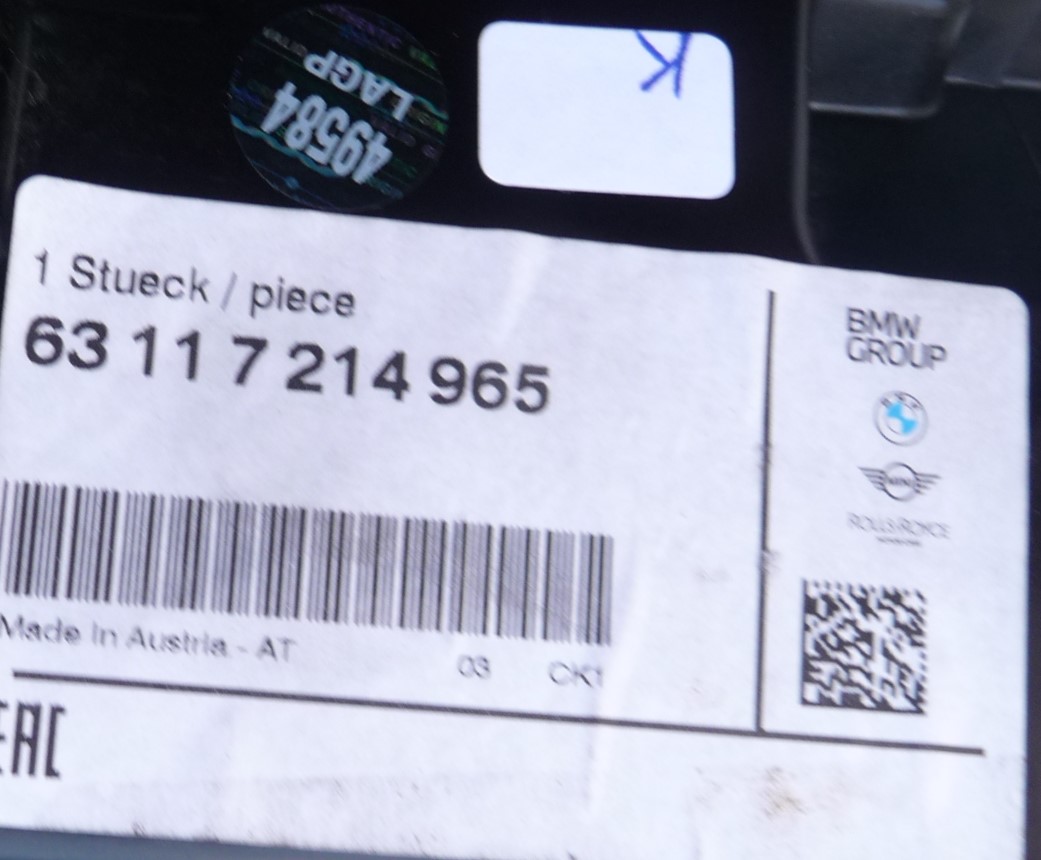 LAGP
49584
K
1 Stueck / piece
63 11 7 214 965
BMW
GROUP
MINI
ROLLS-ROYCE
Made in Austria - AT
03 CK1
EAC